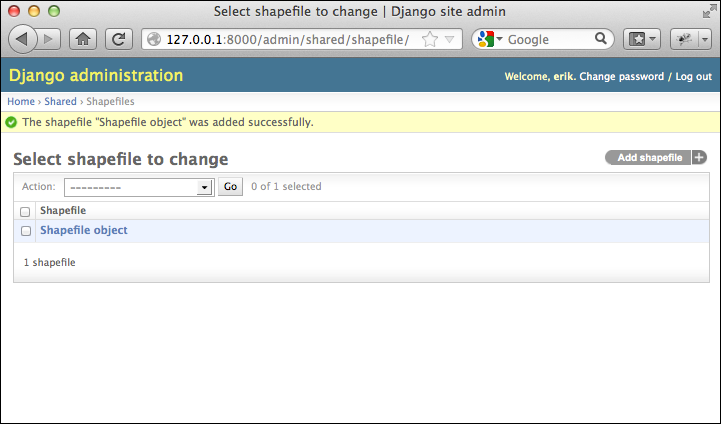 Select shapefile to change | Django site admin
127.0.0.1:8000/admin/shared/shapefile/
Google
Django administration
Welcome, erik. Change password / Log out
Home › Shared › Shapefiles
The shapefile "Shapefile object" was added successfully.
Select shapefile to change
Add shapefile +
Action: --------- Go 0 of 1 selected
Shapefile
Shapefile object
1 shapefile